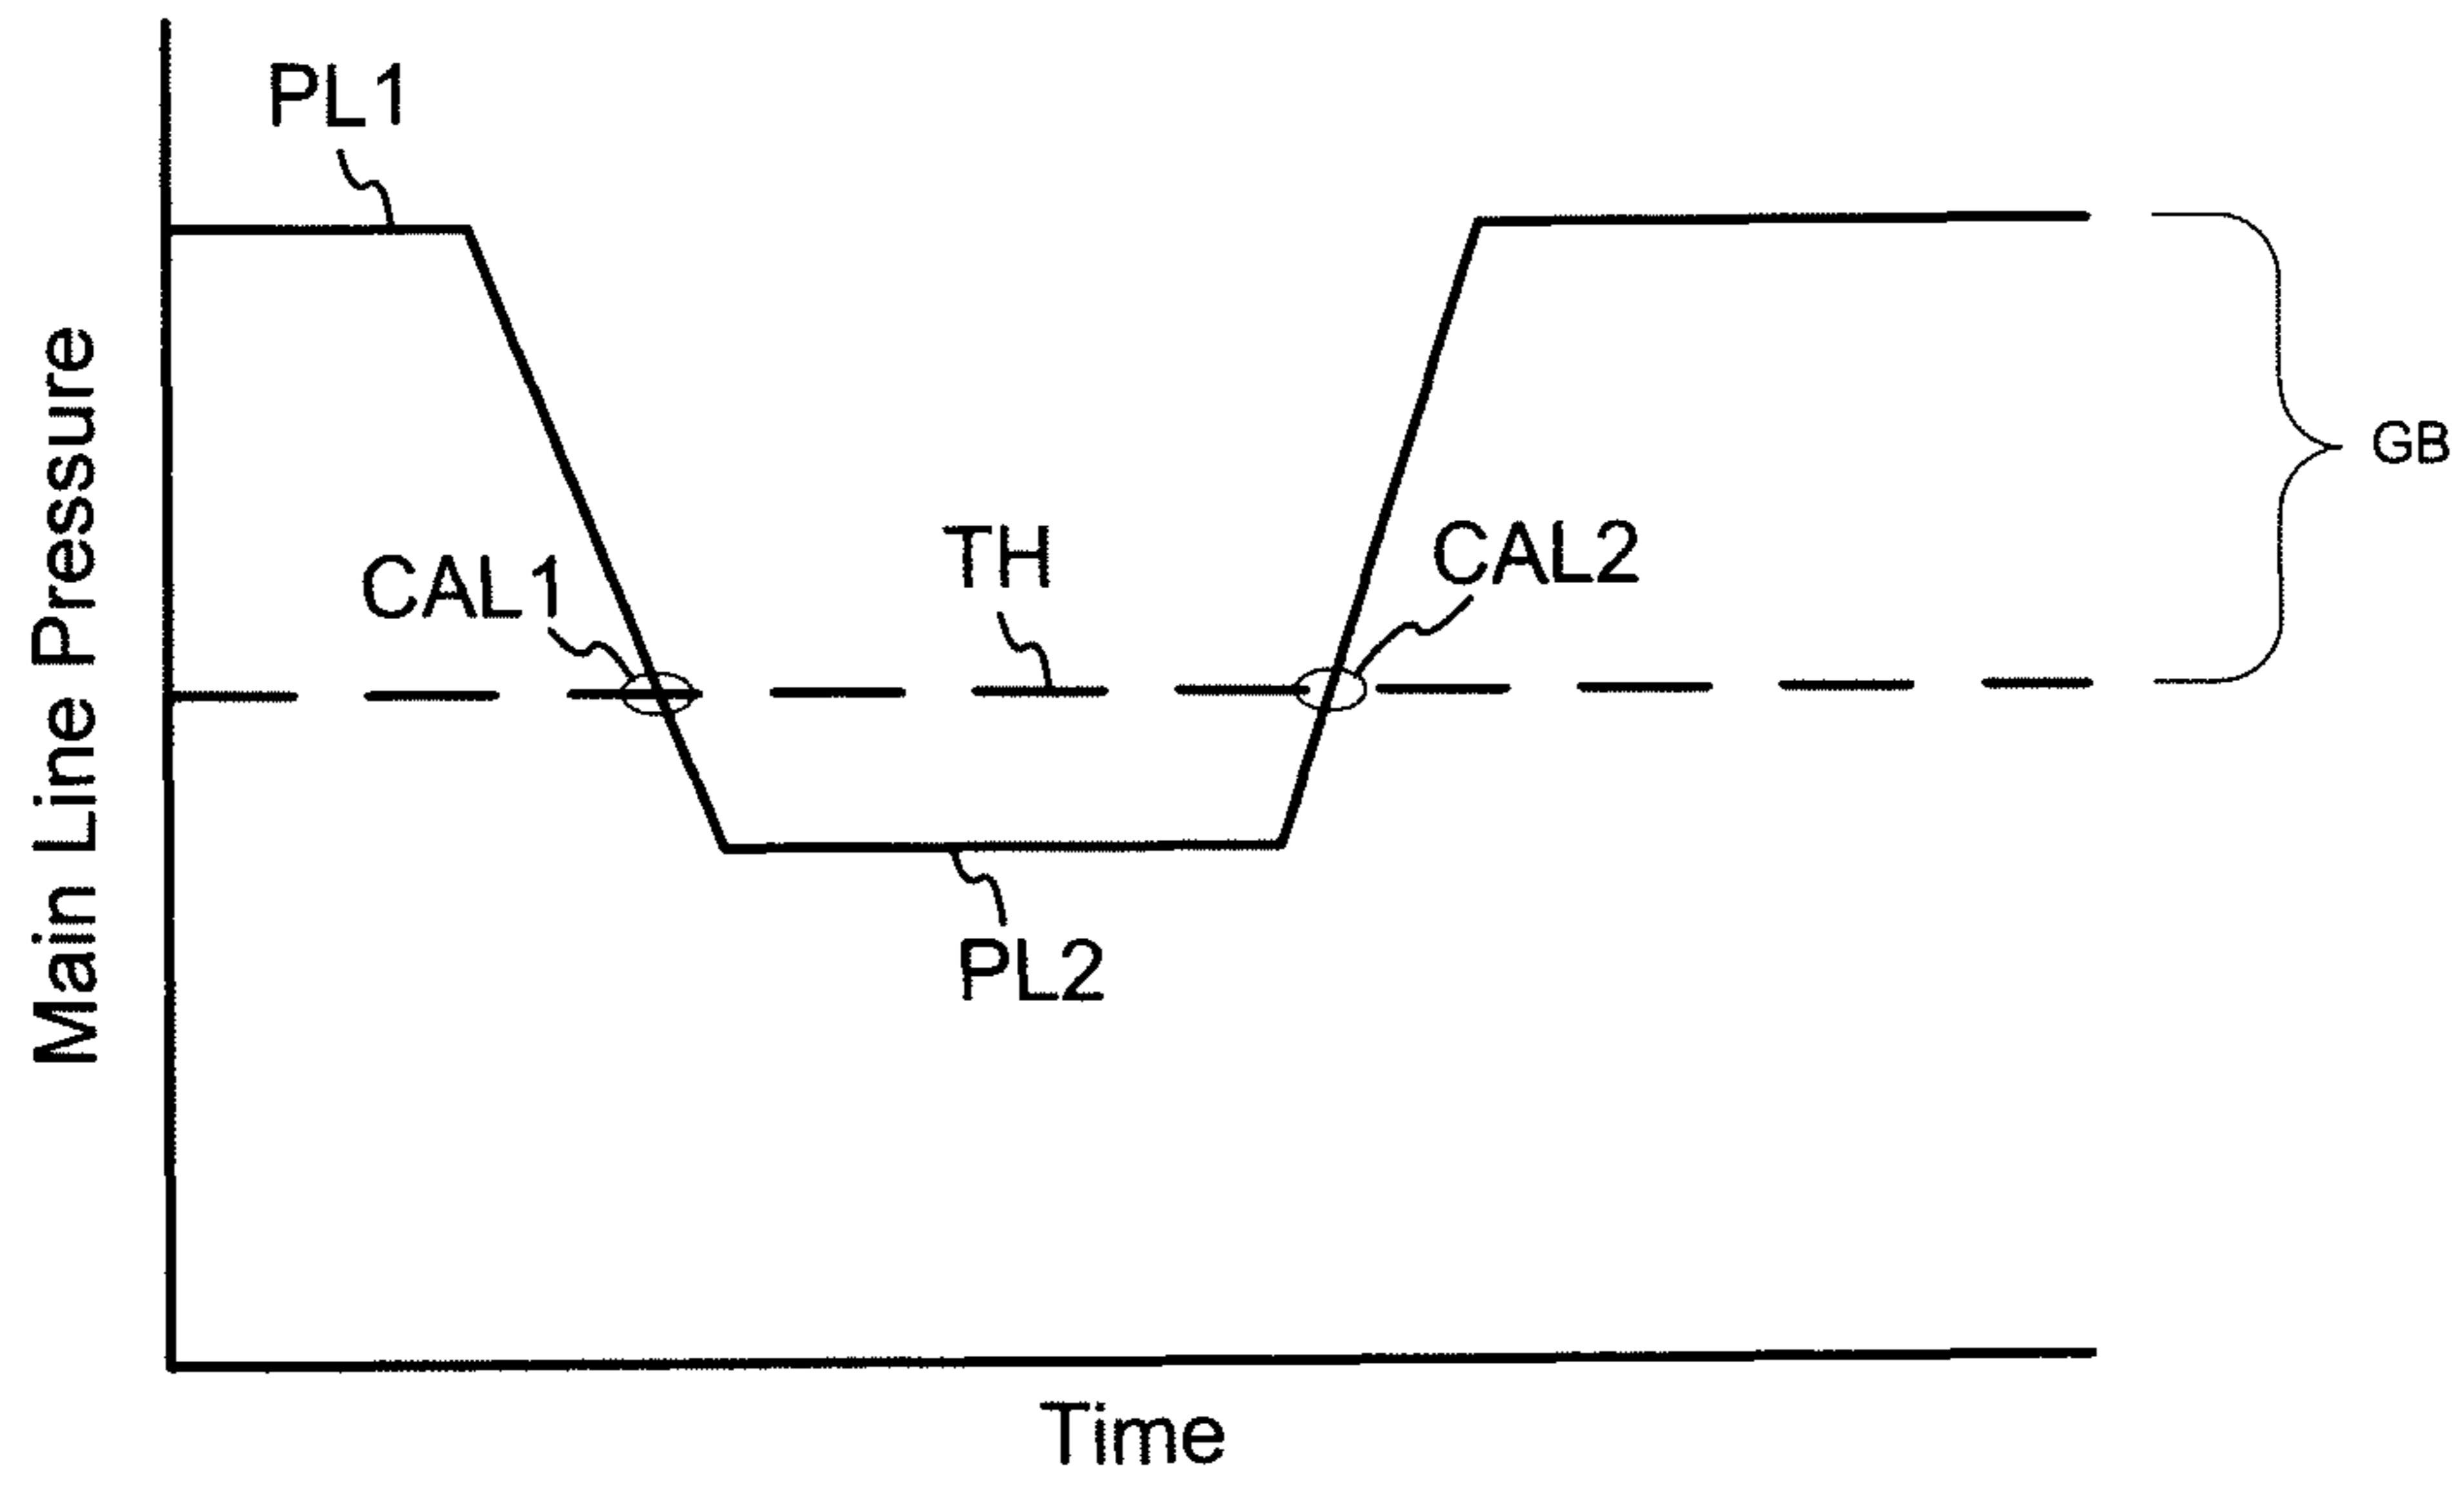 PL1
Main Line Pressure
GB
CAL1
TH
CAL2
PL2
Time